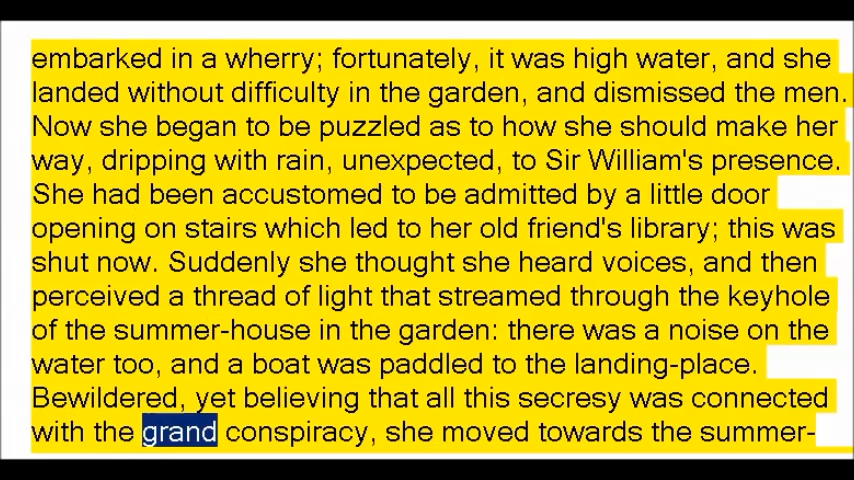 embarked in a wherry; fortunately, it was high water, and she
landed without difficulty in the garden, and dismissed the men.
Now she began to be puzzled as to how she should make her
way, dripping with rain, unexpected, to Sir William's presence.
She had been accustomed to be admitted by a little door
opening on stairs which led to her old friend's library; this was
shut now. Suddenly she thought she heard voices, and then
perceived a thread of light that streamed through the keyhole
of the summer-house in the garden: there was a noise on the
water too, and a boat was paddled to the landing-place.
Bewildered, yet believing that all this secresy was connected
with the grand conspiracy, she moved towards the summer-